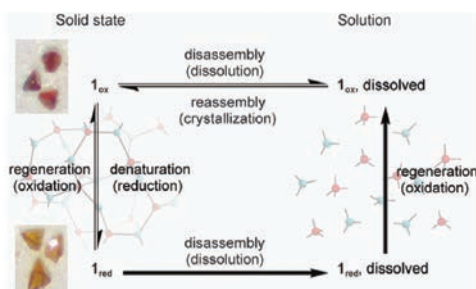 Solid state
Solution
disassembly
(dissolution)
1ox
1ox, dissolved
reassembly
(crystallization)
regeneration
(oxidation)
denaturation
(reduction)
regeneration
(oxidation)
disassembly
(dissolution)
1red
1red, dissolved